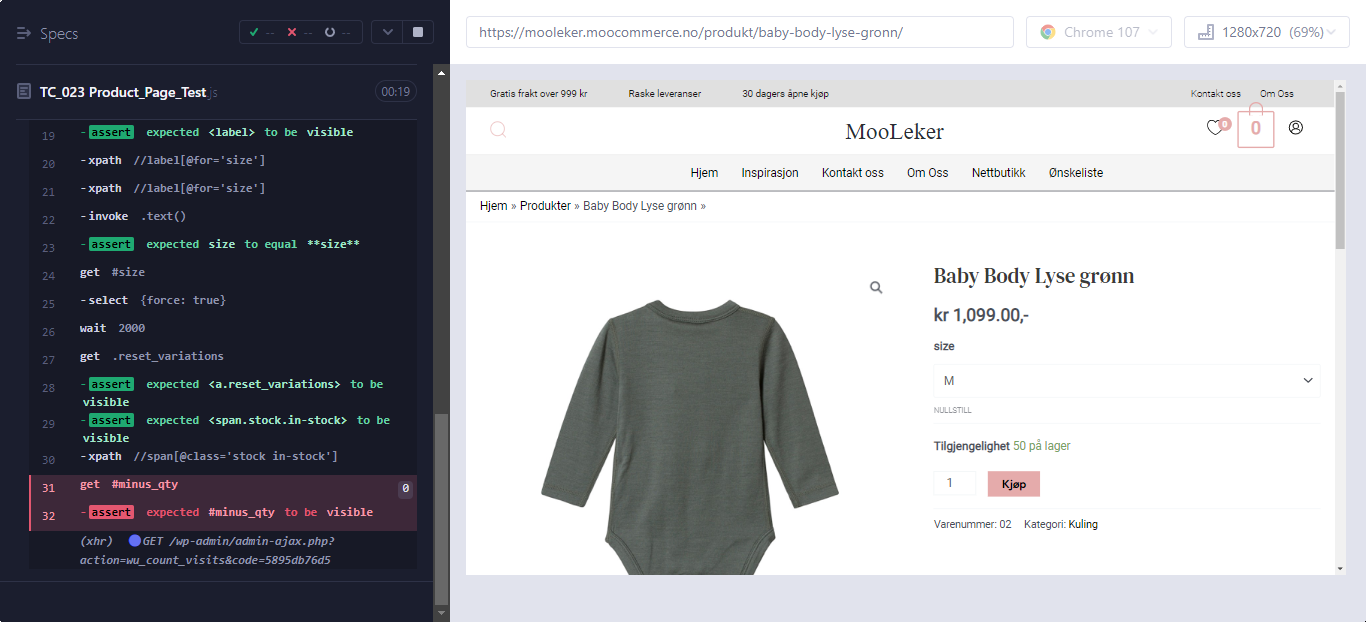 Specs
-- -- --
TC_023 Product_Page_Test js
00:19
19 -assert expected <label> to be visible
20 -xpath //label[@for='size']
21 -xpath //label[@for='size']
22 -invoke .text()
23 -assert expected size to equal **size**
24 get #size
25 -select {force: true}
26 wait 2000
27 get .reset_variations
28 -assert expected <a.reset_variations> to be
visible
29 -assert expected <span.stock.in-stock> to be
visible
30 -xpath //span[@class='stock in-stock']
31 get #minus_qty 0
32 -assert expected #minus_qty to be visible
(xhr) GET /wp-admin/admin-ajax.php?
action=wu_count_visits&code=5895db76d5
https://mooleker.moocommerce.no/produkt/baby-body-lyse-gronn/
Chrome 107
1280x720 (69%)
Gratis frakt over 999 kr Raske leveranser 30 dagers åpne kjøp Kontakt oss Om Oss
MooLeker
0
0
Hjem Inspirasjon Kontakt oss Om Oss Nettbutikk Ønskeliste
Hjem » Produkter » Baby Body Lyse grønn »
Baby Body Lyse grønn
kr 1,099.00,-
size
M
NULLSTILL
Tilgjengelighet 50 på lager
1 Kjøp
Varenummer: 02 Kategori: Kuling